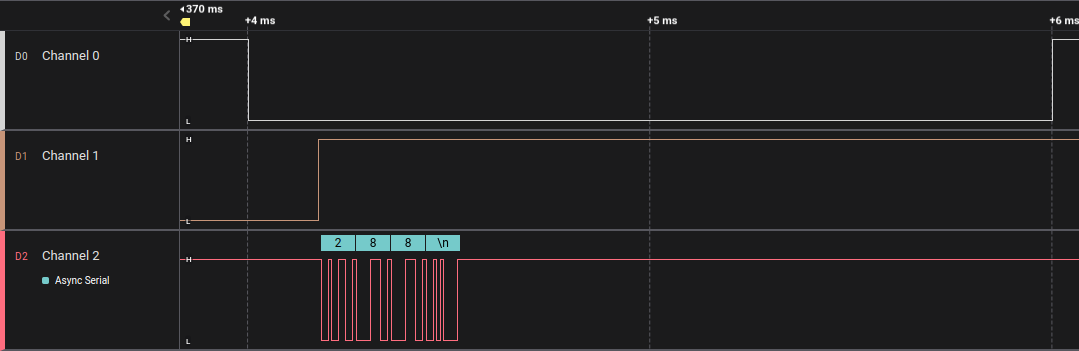 370 ms
+4 ms
+5 ms
+6 ms
D0 Channel 0
H
L
D1 Channel 1
H
L
D2 Channel 2
Async Serial
2 8 8 \n
H
L